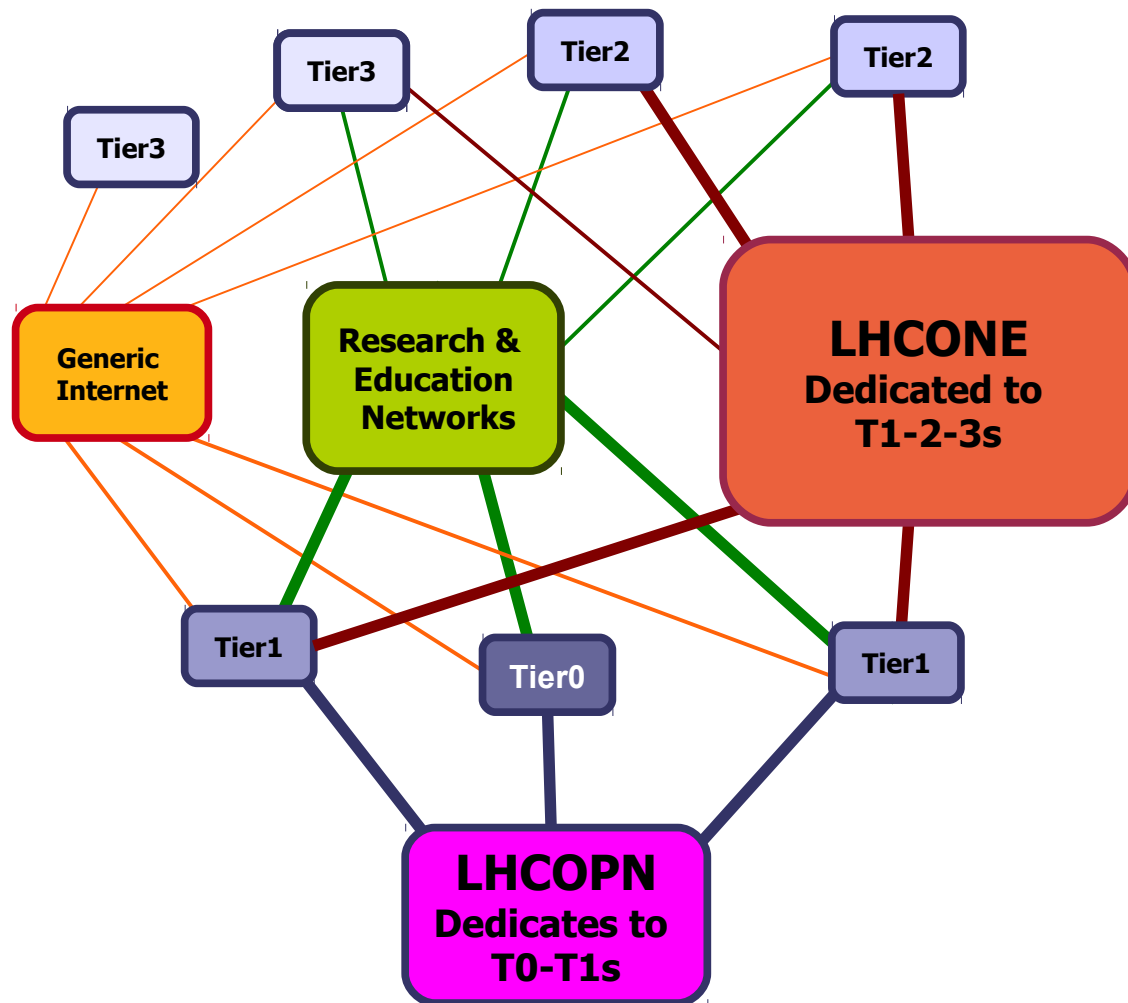 Tier2
Tier2
Tier3
Tier3
Research &
Education
Networks
LHCONE
Dedicated to
T1-2-3s
Generic
Internet
Tier1
Tier0
Tier1
LHCOPN
Dedicates to
T0-T1s